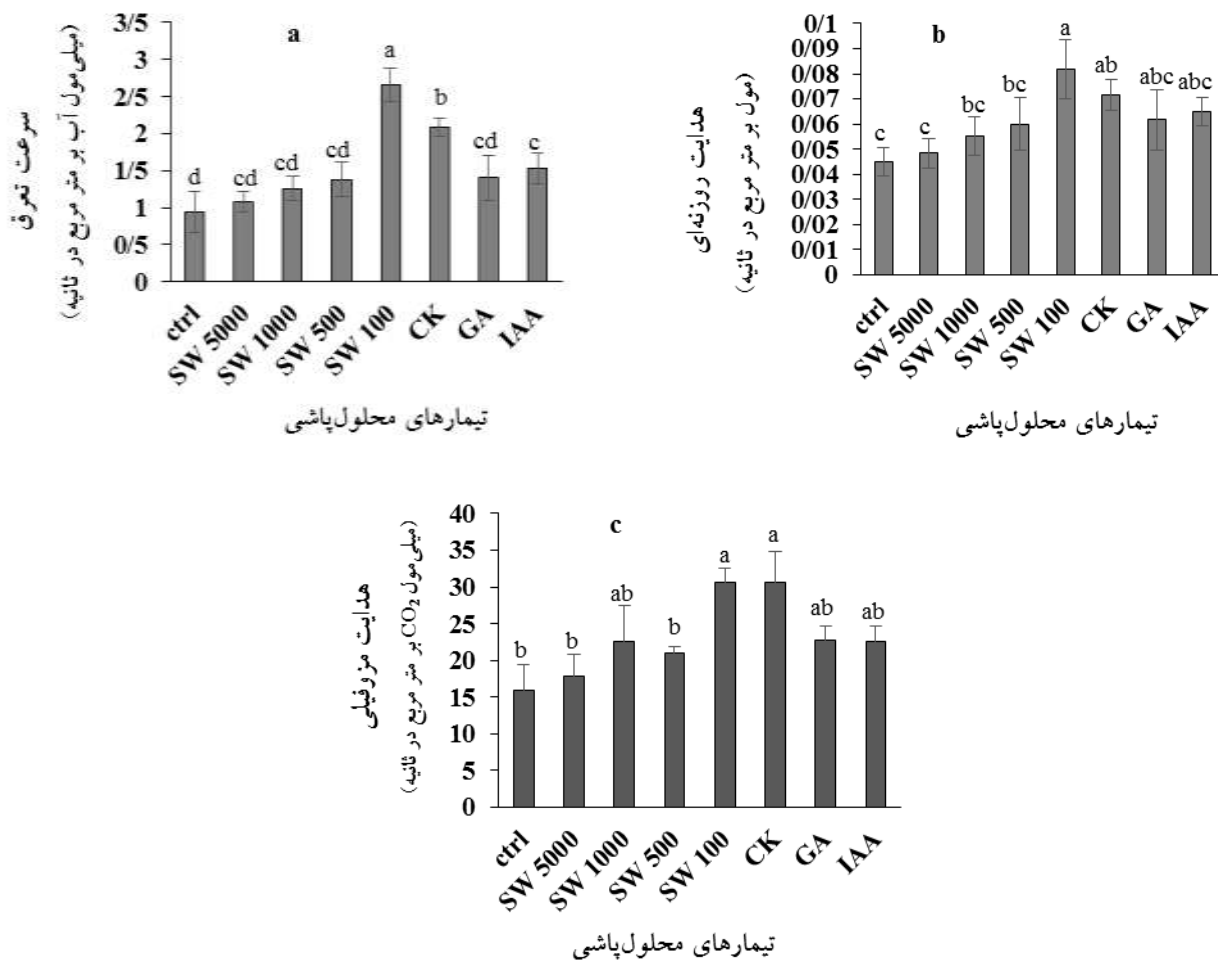 سرعت تعرق
(میلی‌مول آب بر متر مربع در ثانیه)
3/5
3
2/5
2
1/5
1
0/5
0
a
d
cd
cd
cd
a
b
cd
c
ctrl
SW 5000
SW 1000
SW 500
SW 100
CK
GA
IAA
تیمارهای محلول‌پاشی
هدایت روزنه‌ای
(مول بر متر مربع در ثانیه)
0/1
0/09
0/08
0/07
0/06
0/05
0/04
0/03
0/02
0/01
0
b
c
c
bc
bc
a
ab
abc
abc
ctrl
SW 5000
SW 1000
SW 500
SW 100
CK
GA
IAA
تیمارهای محلول‌پاشی
هدایت مزوفیلی
(میلی‌مول CO₂ بر متر مربع در ثانیه)
40
35
30
25
20
15
10
5
0
c
b
b
ab
b
a
a
ab
ab
ctrl
SW 5000
SW 1000
SW 500
SW 100
CK
GA
IAA
تیمارهای محلول‌پاشی